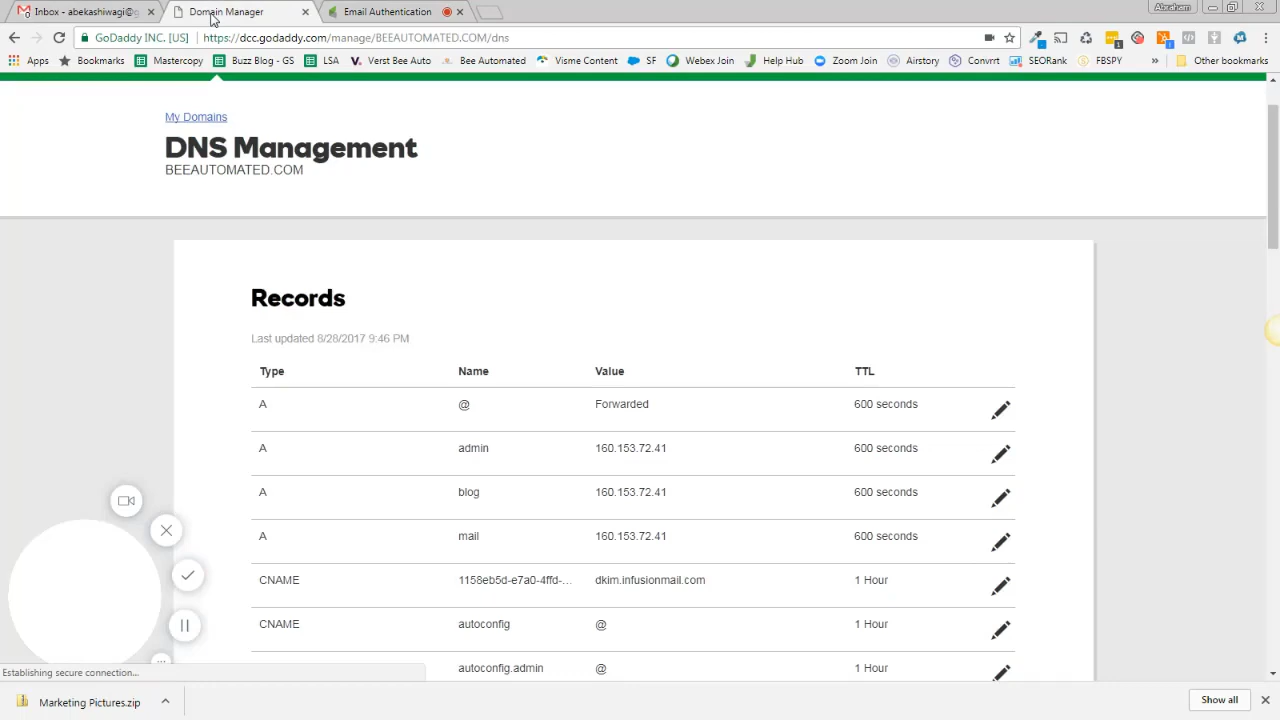 Inbox - abekashiwagi@g
Domain Manager
Email Authentication
Abraham
GoDaddy INC. [US]
https://dcc.godaddy.com/manage/BEEAUTOMATED.COM/dns
Apps
Bookmarks
Mastercopy
Buzz Blog - GS
LSA
Verst Bee Auto
Bee Automated
Visme Content
SF
Webex Join
Help Hub
Zoom Join
Airstory
Convrrt
SEORank
FBSPY
»
Other bookmarks
My Domains
DNS Management
BEEAUTOMATED.COM
Records
Last updated 8/28/2017 9:46 PM
Type Name Value TTL
A @ Forwarded 600 seconds
A admin 160.153.72.41 600 seconds
A blog 160.153.72.41 600 seconds
A mail 160.153.72.41 600 seconds
CNAME 1158eb5d-e7a0-4ffd-... dkim.infusionmail.com 1 Hour
CNAME autoconfig @ 1 Hour
autoconfig.admin @ 1 Hour
Establishing secure connection...
Marketing Pictures.zip
Show all